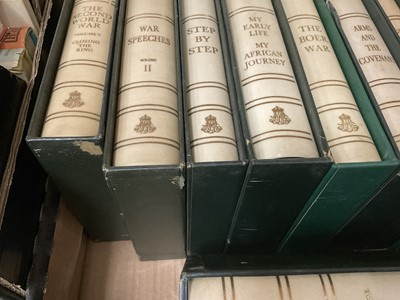 THE
SECOND
WORLD
WAR
VOLUME V
CLOSING
THE
RING
WAR
SPEECHES
VOLUME
II
STEP
BY
STEP
MY
EARLY
LIFE
MY
AFRICAN
JOURNEY
THE
BOER
WAR
ARMS
AND THE
COVENANT